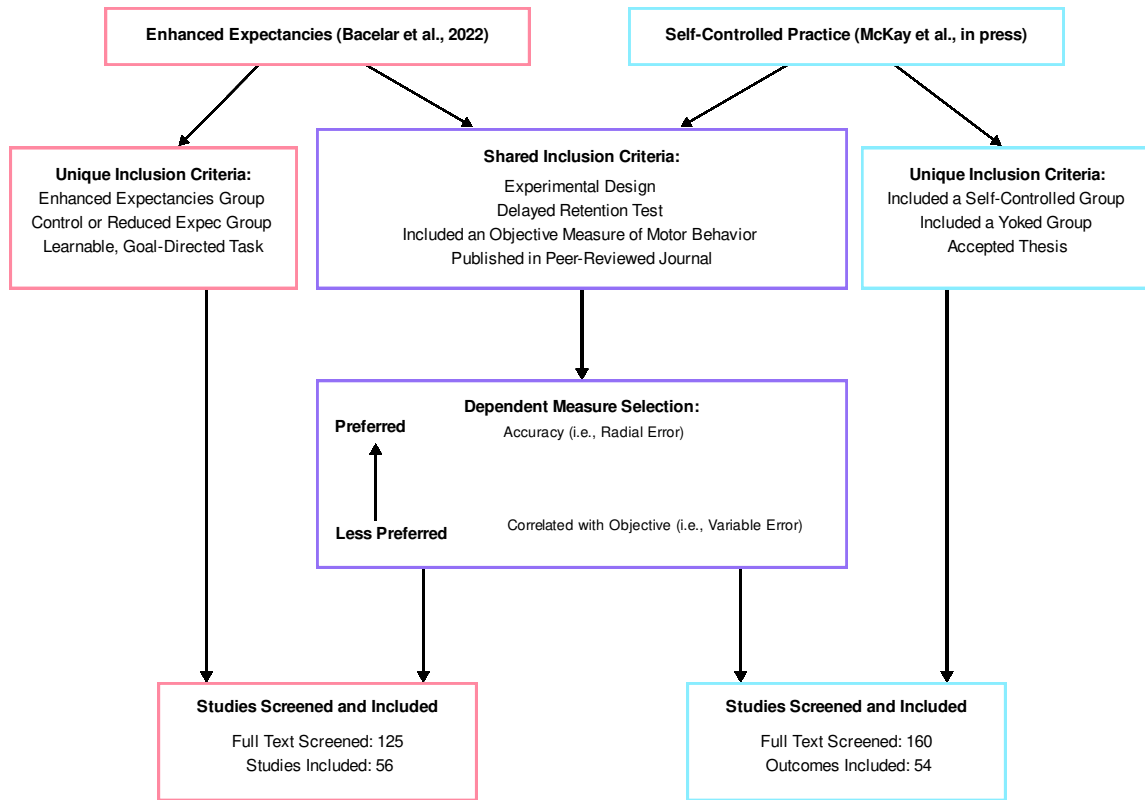 Enhanced Expectancies (Bacelar et al., 2022)
Self-Controlled Practice (McKay et al., in press)
Unique Inclusion Criteria:
Enhanced Expectancies Group
Control or Reduced Expec Group
Learnable, Goal-Directed Task
Shared Inclusion Criteria:
Experimental Design
Delayed Retention Test
Included an Objective Measure of Motor Behavior
Published in Peer-Reviewed Journal
Unique Inclusion Criteria:
Included a Self-Controlled Group
Included a Yoked Group
Accepted Thesis
Dependent Measure Selection:
Preferred
Accuracy (i.e., Radial Error)
Less Preferred
Correlated with Objective (i.e., Variable Error)
Studies Screened and Included
Full Text Screened: 125
Studies Included: 56
Studies Screened and Included
Full Text Screened: 160
Outcomes Included: 54